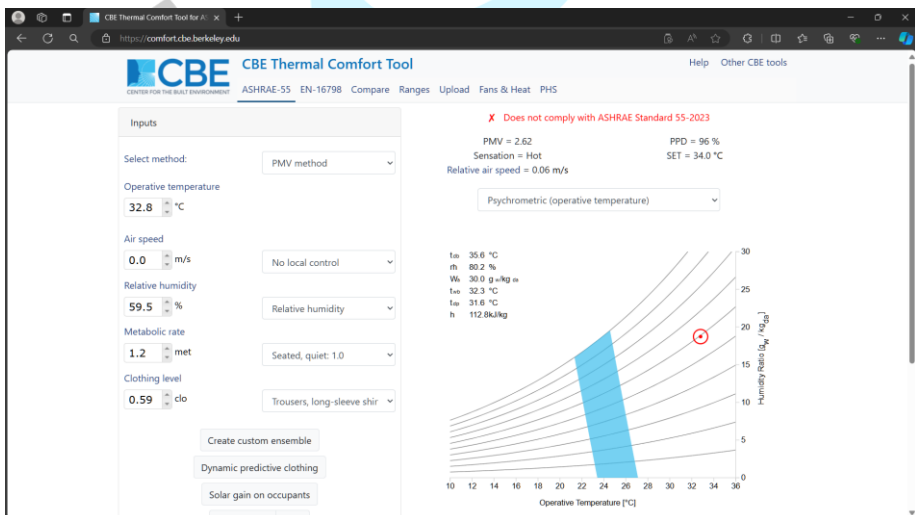 CBE Thermal Comfort Tool for AS
https://comfort.cbe.berkeley.edu
CBE
CENTER FOR THE BUILT ENVIRONMENT
CBE Thermal Comfort Tool
Help Other CBE tools
ASHRAE-55 EN-16798 Compare Ranges Upload Fans & Heat PHS
Inputs
Select method:
PMV method
Operative temperature
32.8 °C
Air speed
0.0 m/s
No local control
Relative humidity
59.5 %
Relative humidity
Metabolic rate
1.2 met
Seated, quiet: 1.0
Clothing level
0.59 clo
Trousers, long-sleeve shir
Create custom ensemble
Dynamic predictive clothing
Solar gain on occupants
✗ Does not comply with ASHRAE Standard 55-2023
PMV = 2.62 PPD = 96 %
Sensation = Hot SET = 34.0 °C
Relative air speed = 0.06 m/s
Psychrometric (operative temperature)
tdb 35.6 °C
rh 80.2 %
Wa 30.0 g w/kg da
twb 32.3 °C
tdp 31.6 °C
h 112.8kJ/kg
30
25
20
15
10
5
0
Humidity Ratio [gw / kgda]
10 12 14 16 18 20 22 24 26 28 30 32 34 36
Operative Temperature [°C]